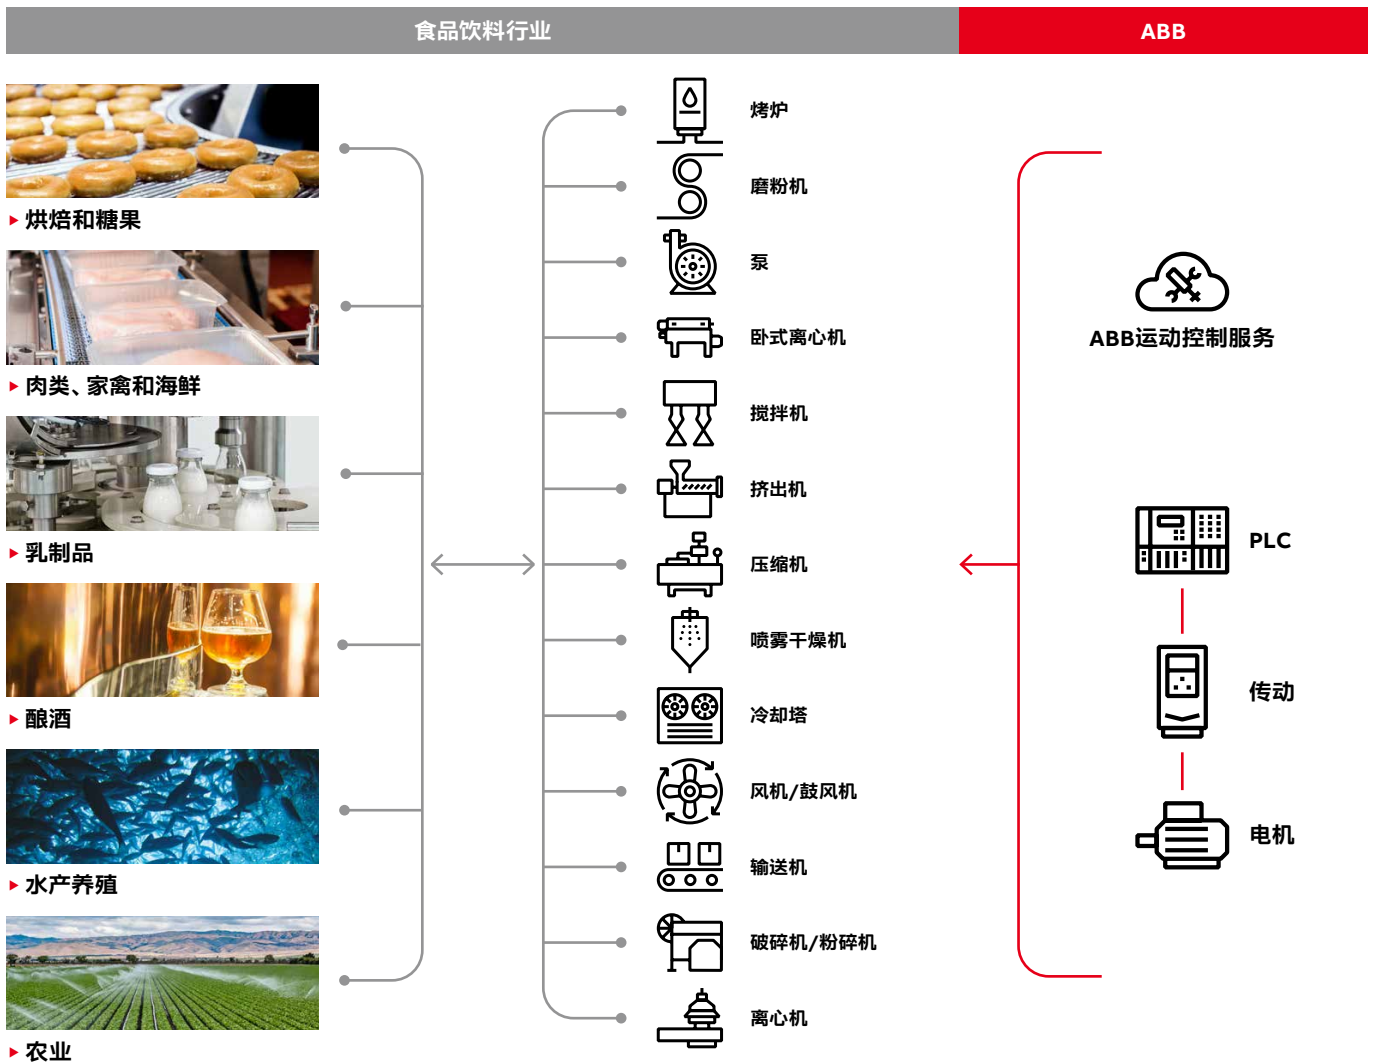 食品饮料行业
ABB
烘焙和糖果
肉类、家禽和海鲜
乳制品
酿酒
水产养殖
农业
烤炉
磨粉机
泵
卧式离心机
搅拌机
挤出机
压缩机
喷雾干燥机
冷却塔
风机/鼓风机
输送机
破碎机/粉碎机
离心机
ABB运动控制服务
PLC
传动
电机